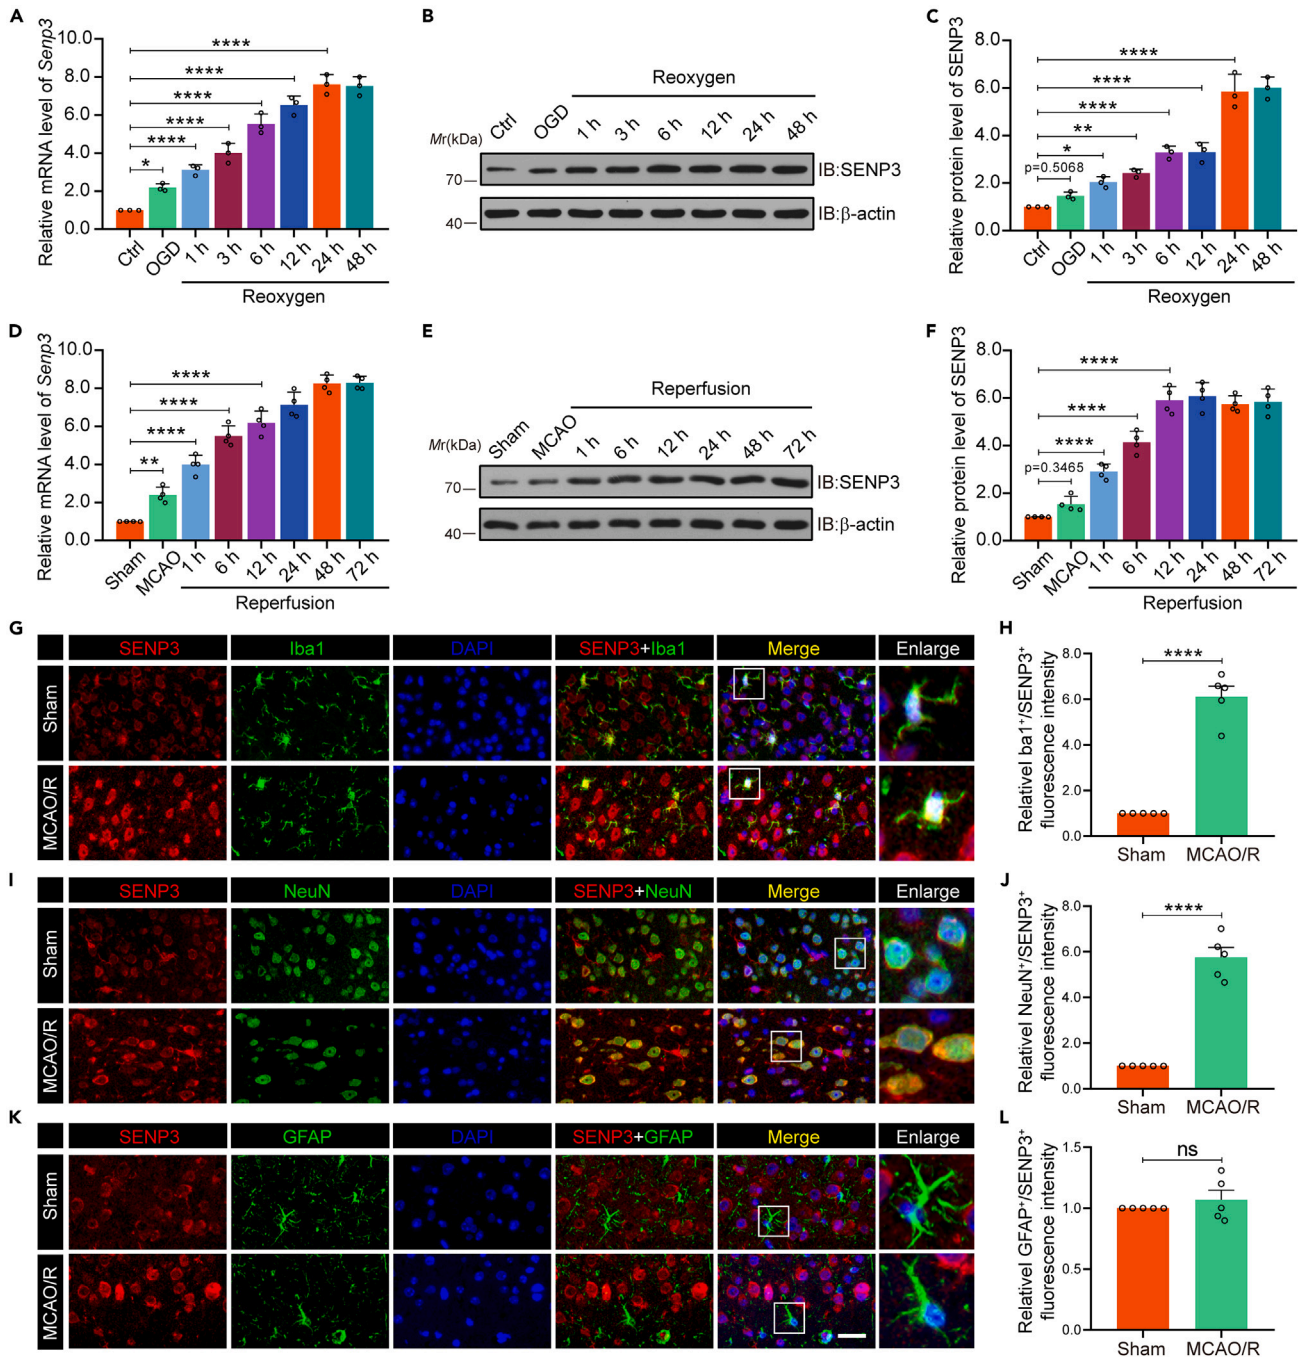 A
Relative mRNA level of Senp3
10.0
8.0
6.0
4.0
2.0
0.0
****
****
****
****
****
*
Ctrl
OGD
1 h
3 h
6 h
12 h
24 h
48 h
Reoxygen
B
Reoxygen
Mr(kDa)
Ctrl
OGD
1 h
3 h
6 h
12 h
24 h
48 h
70
IB:SENP3
40
IB:β-actin
C
Relative protein level of SENP3
8.0
6.0
4.0
2.0
0.0
****
****
****
**
*
p=0.5068
Ctrl
OGD
1 h
3 h
6 h
12 h
24 h
48 h
Reoxygen
D
Relative mRNA level of Senp3
10.0
8.0
6.0
4.0
2.0
0.0
****
****
****
**
Sham
MCAO
1 h
6 h
12 h
24 h
48 h
72 h
Reperfusion
E
Reperfusion
Mr(kDa)
Sham
MCAO
1 h
6 h
12 h
24 h
48 h
72 h
70
IB:SENP3
40
IB:β-actin
F
Relative protein level of SENP3
8.0
6.0
4.0
2.0
0.0
****
****
****
p=0.3465
Sham
MCAO
1 h
6 h
12 h
24 h
48 h
72 h
Reperfusion
G
SENP3 Iba1 DAPI SENP3+Iba1 Merge Enlarge
Sham
MCAO/R
H
Relativel Iba1⁺/SENP3⁺
fluorescence intensity
8.0
6.0
4.0
2.0
0.0
****
Sham MCAO/R
I
SENP3 NeuN DAPI SENP3+NeuN Merge Enlarge
Sham
MCAO/R
J
Relativel NeuN⁺/SENP3⁺
fluorescence intensity
8.0
6.0
4.0
2.0
0.0
****
Sham MCAO/R
K
SENP3 GFAP DAPI SENP3+GFAP Merge Enlarge
Sham
MCAO/R
L
Relativel GFAP⁺/SENP3⁺
fluorescence intensity
1.5
1.0
0.5
0.0
ns
Sham MCAO/R